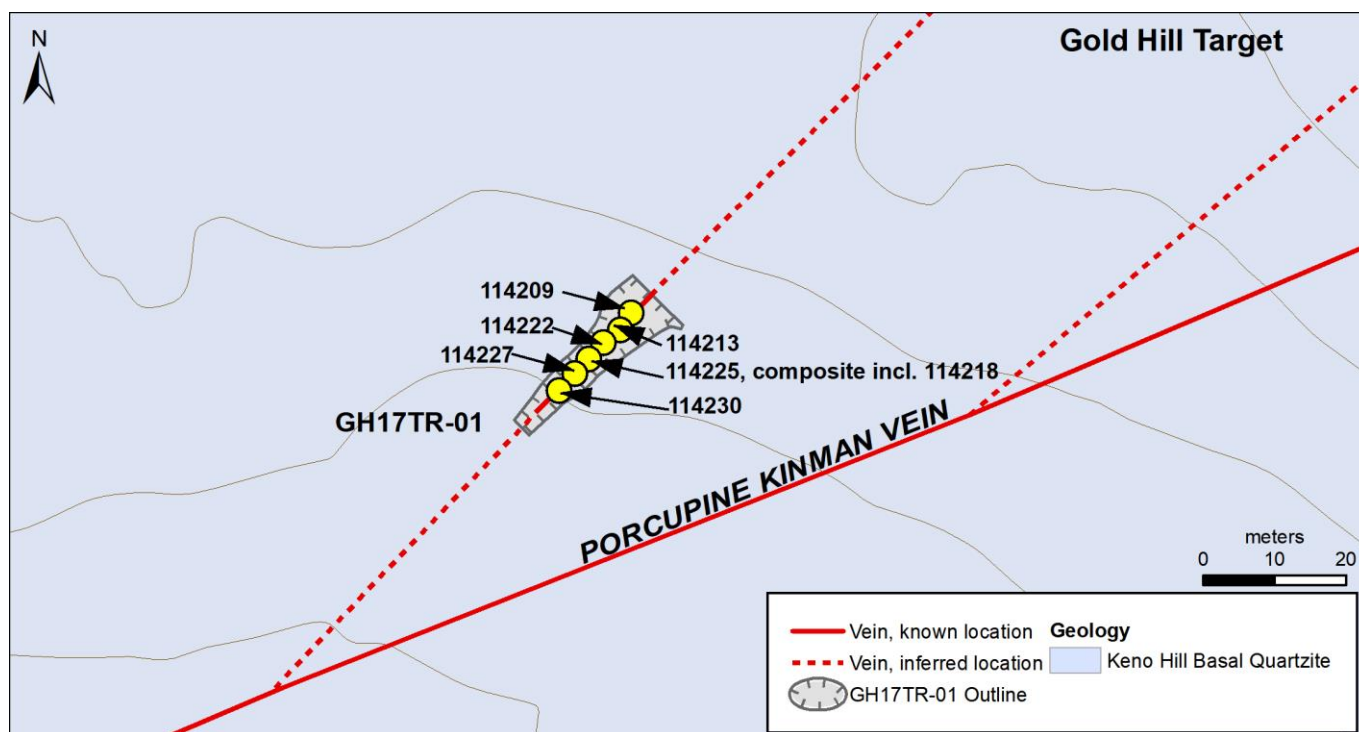 N
Gold Hill Target
114209
114222
114213
114227
114225, composite incl. 114218
114230
GH17TR-01
PORCUPINE KINMAN VEIN
meters
0 10 20
Vein, known location
Vein, inferred location
GH17TR-01 Outline
Geology
Keno Hill Basal Quartzite